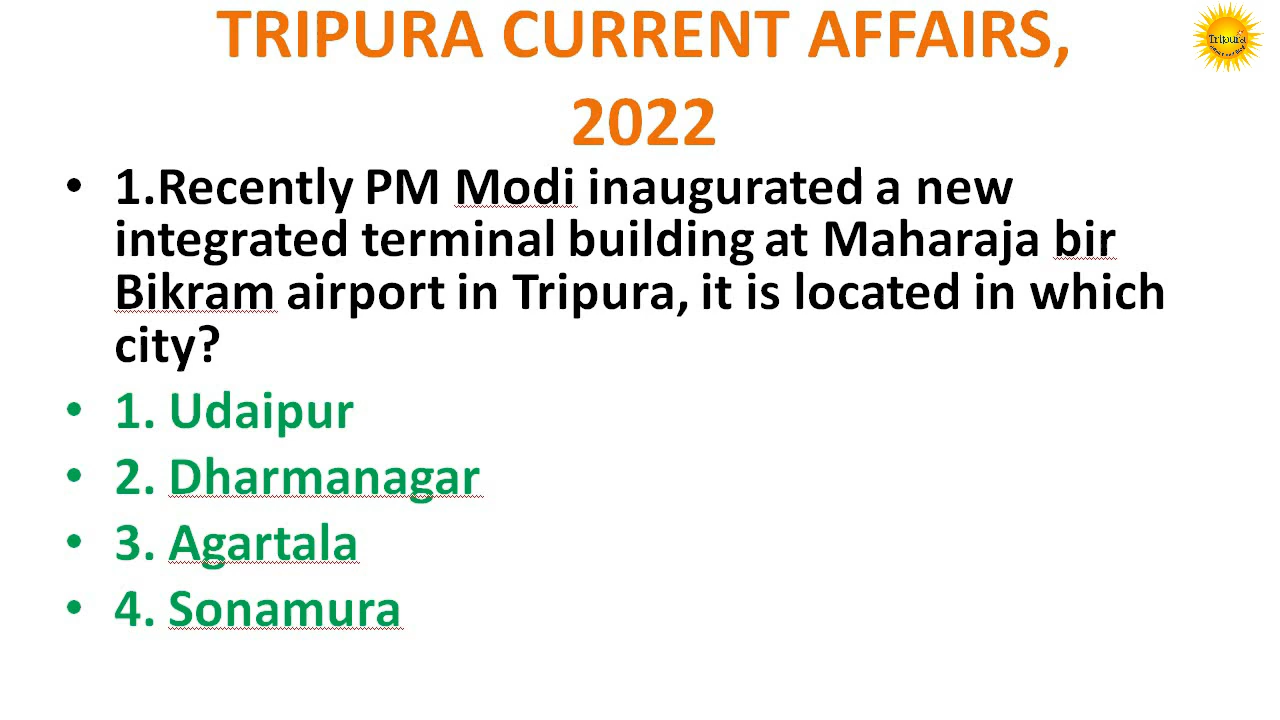 TRIPURA CURRENT AFFAIRS,
2022
Tripura
• 1.Recently PM Modi inaugurated a new
integrated terminal building at Maharaja bir
Bikram airport in Tripura, it is located in which
city?
• 1. Udaipur
• 2. Dharmanagar
• 3. Agartala
• 4. Sonamura